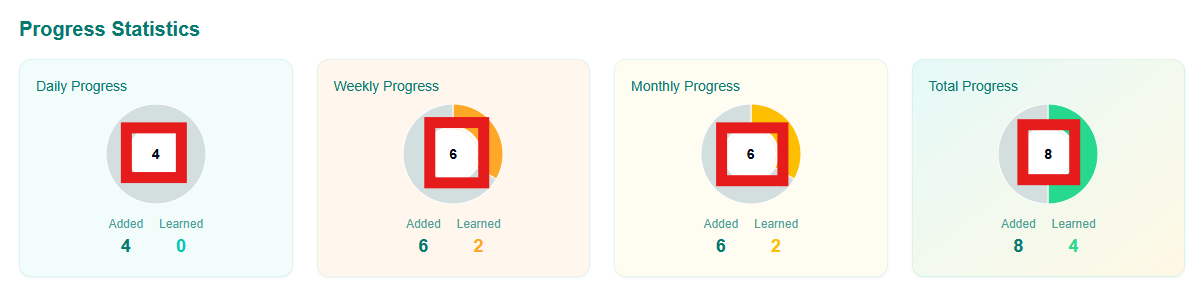 Progress Statistics
Daily Progress
4
Added Learned
4 0
Weekly Progress
6
Added Learned
6 2
Monthly Progress
6
Added Learned
6 2
Total Progress
8
Added Learned
8 4